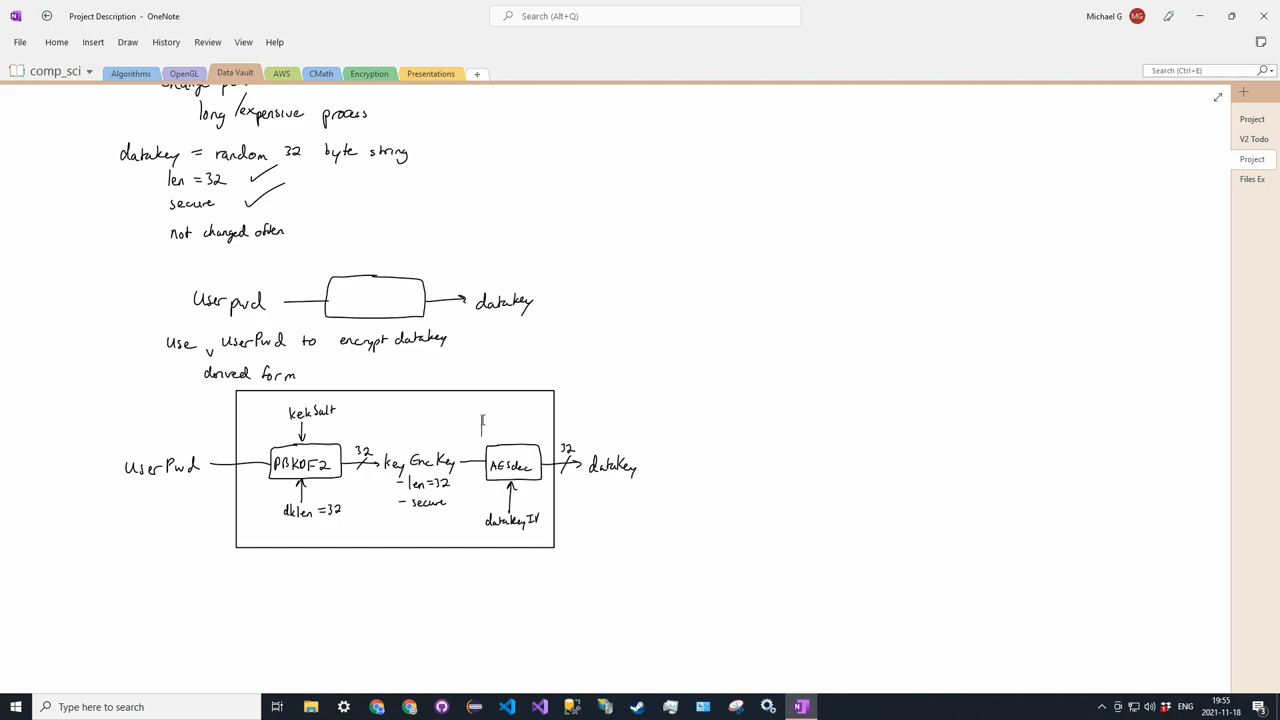 Project Description - OneNote
Search (Alt+Q)
Michael G
MG
File Home Insert Draw History Review View Help
comp_sci
Algorithms OpenGL Data Vault AWS CMath Encryption Presentations
Search (Ctrl+E)
Project
V2 Todo
Project
Files Ex
long/expensive process
datakey = random 32 byte string
len = 32
secure
not changed often
Userpwd
datakey
Use UserPwd to encrypt datakey
derived form
kekSalt
UserPwd
PBKDF2
32
key Enc Key
AESdec
32
datakey
- len = 32
- secure
dklen = 32
datakeyIV
Type here to search
ENG
19:55
2021-11-18